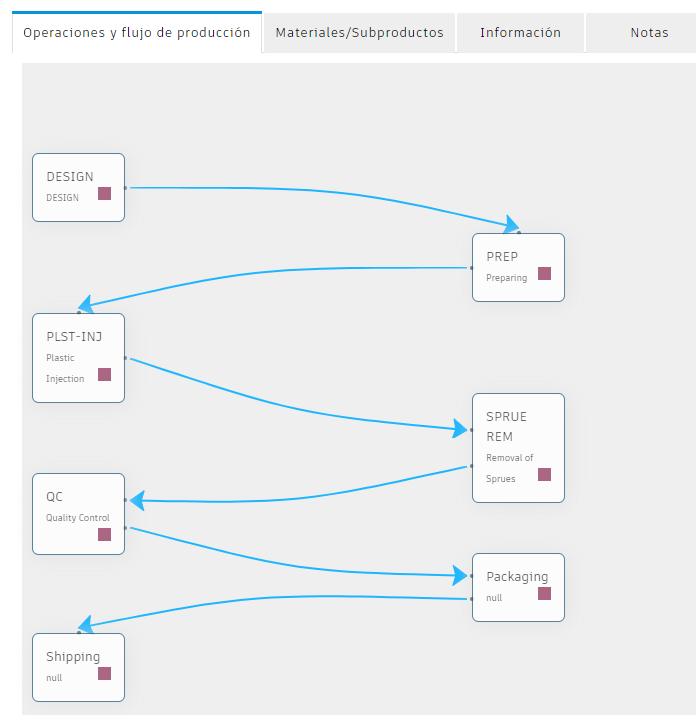 Operaciones y flujo de producción
Materiales/Subproductos
Información
Notas
DESIGN
DESIGN
PREP
Preparing
PLST-INJ
Plastic
Injection
SPRUE
REM
Removal of
Sprues
QC
Quality Control
Packaging
null
Shipping
null